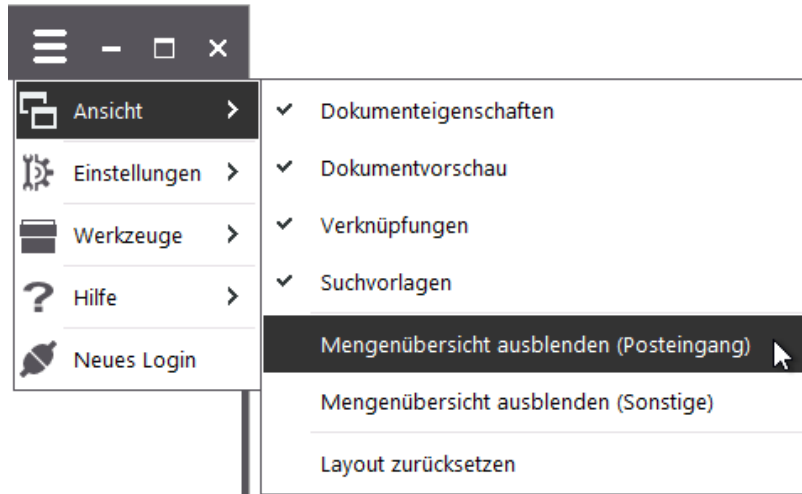 Ansicht
Einstellungen
Werkzeuge
Hilfe
Neues Login
Dokumenteigenschaften
Dokumentvorschau
Verknüpfungen
Suchvorlagen
Mengenübersicht ausblenden (Posteingang)
Mengenübersicht ausblenden (Sonstige)
Layout zurücksetzen